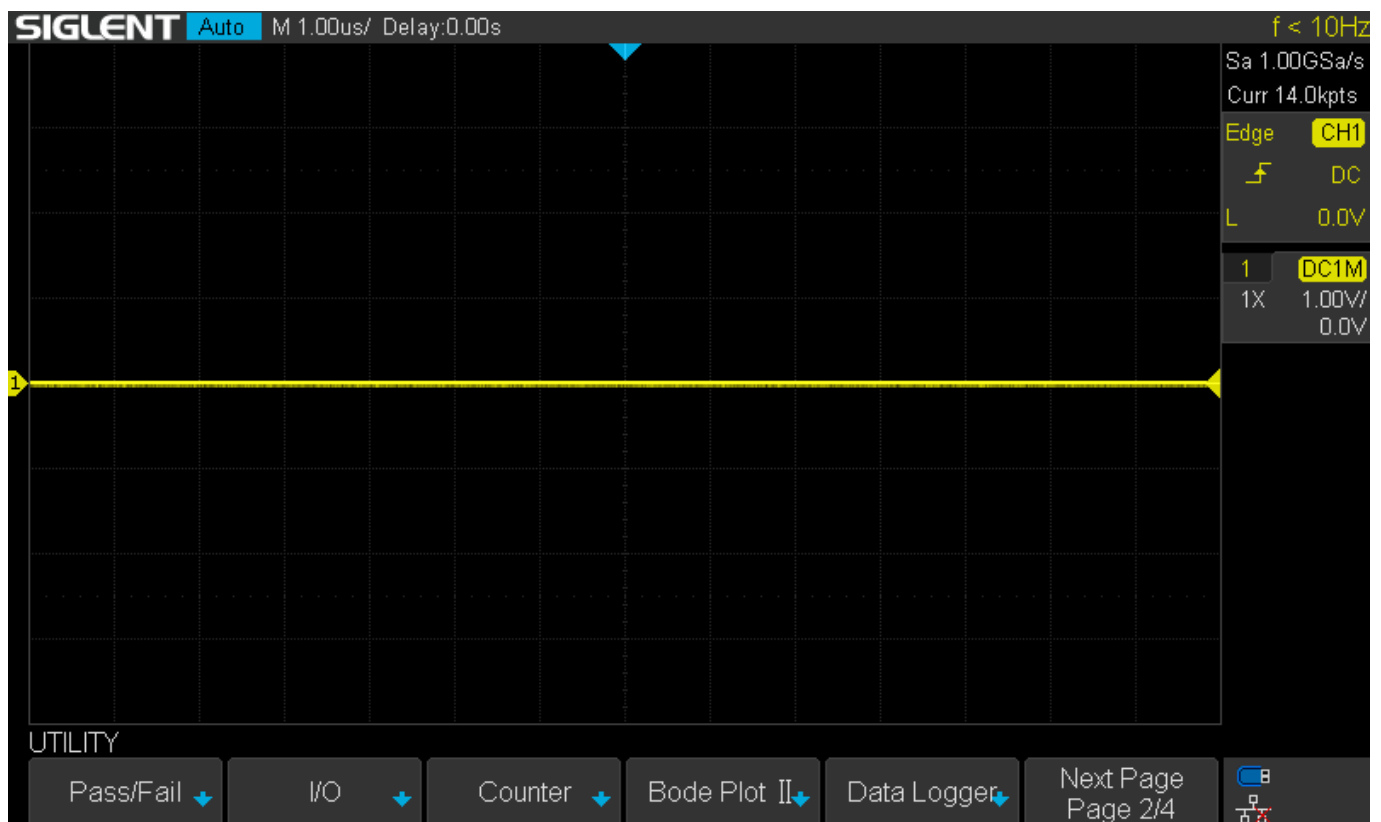 SIGLENT Auto M 1.00us/ Delay:0.00s f < 10Hz
Sa 1.00GSa/s
Curr 14.0kpts
Edge CH1
DC
L 0.0V
1 DC1M
1X 1.00V/
0.0V
1
UTILITY
Pass/Fail I/O Counter Bode Plot II Data Logger Next Page
Page 2/4